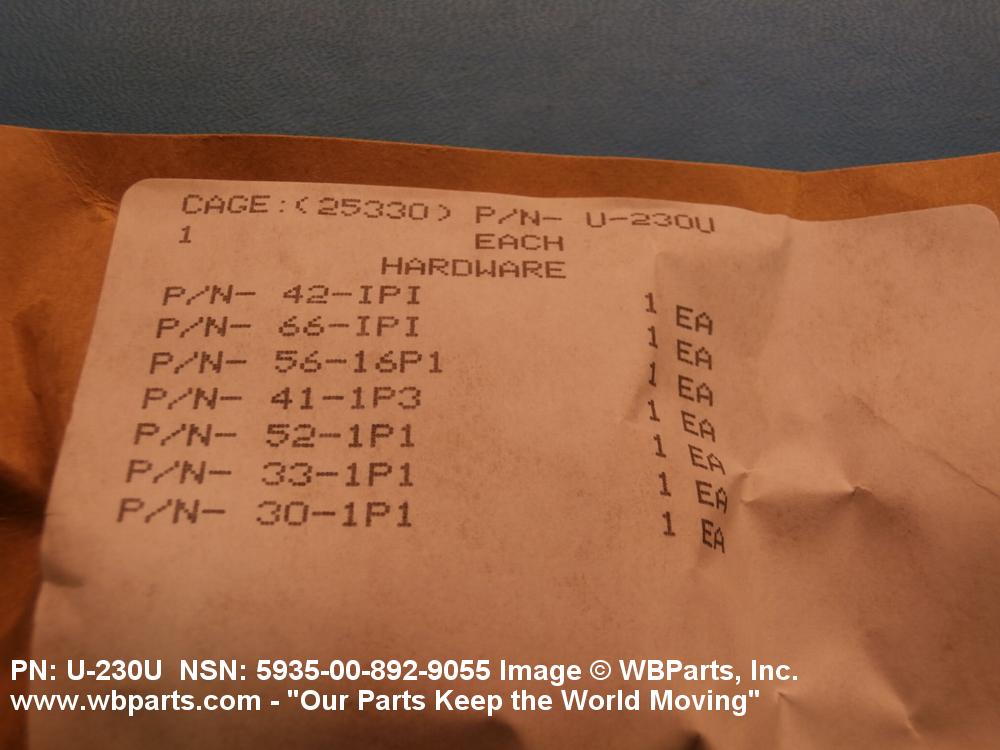 CAGE:(25330) P/N- U-230U
1 EACH
HARDWARE
P/N- 42-IPI 1 EA
P/N- 66-IPI 1 EA
P/N- 56-16P1 1 EA
P/N- 41-1P3 1 EA
P/N- 52-1P1 1 EA
P/N- 33-1P1 1 EA
P/N- 30-1P1 1 EA
PN: U-230U NSN: 5935-00-892-9055 Image © WBParts, Inc.
www.wbparts.com - "Our Parts Keep the World Moving"